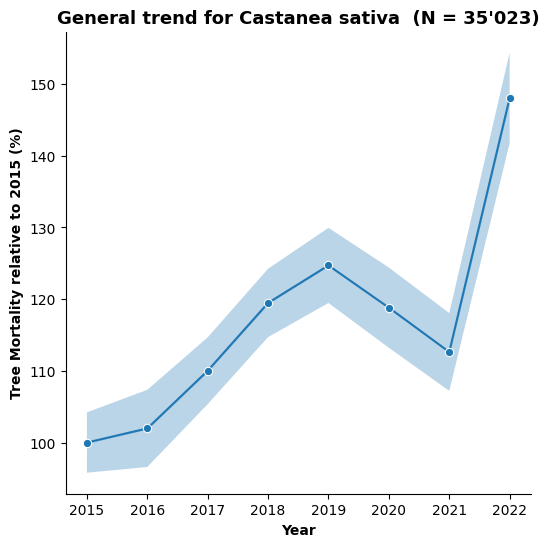 General trend for Castanea sativa  (N = 35'023)
Tree Mortality relative to 2015 (%)
150
140
130
120
110
100
2015 2016 2017 2018 2019 2020 2021 2022
Year